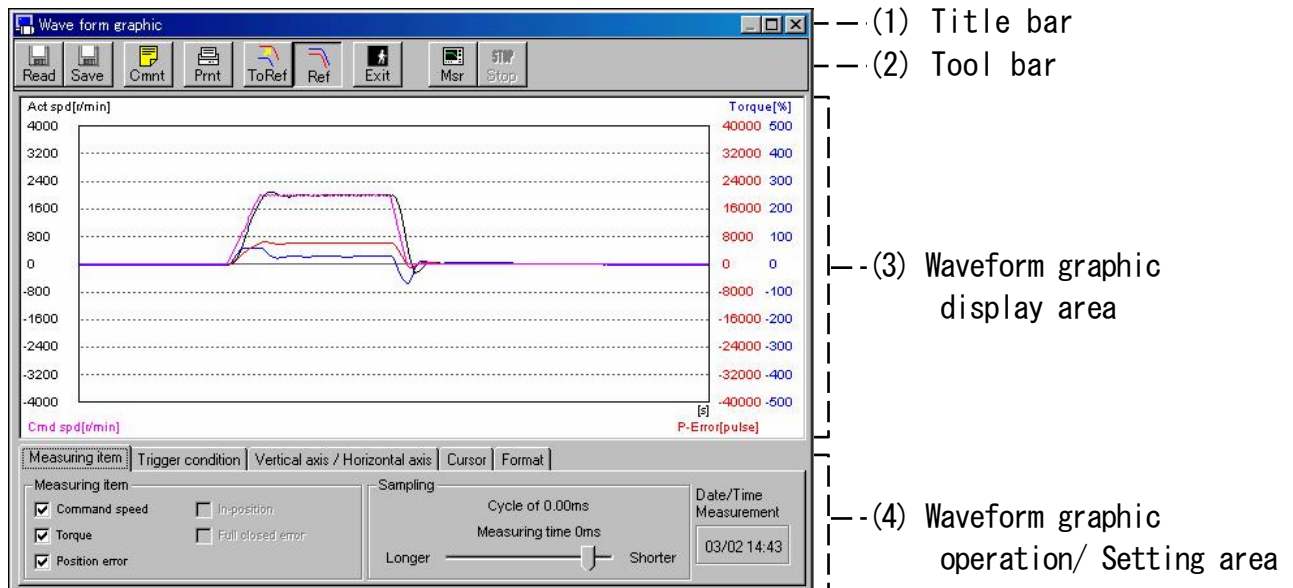 Wave form graphic
(1) Title bar
Read Save Cmnt Prnt ToRef Ref Exit Msr STOP Stop
(2) Tool bar
Act spd[r/min] Torque[%]
4000 40000 500
3200 32000 400
2400 24000 300
1600 16000 200
800 8000 100
0 0 0
-800 -8000 -100
-1600 -16000 -200
-2400 -24000 -300
-3200 -32000 -400
-4000 -40000 -500
[s]
Cmd spd[r/min] P-Error[pulse]
(3) Waveform graphic
display area
Measuring item Trigger condition Vertical axis / Horizontal axis Cursor Format
Measuring item
Command speed In-position
Torque Full closed error
Position error
Sampling
Cycle of 0.00ms
Measuring time 0ms
Longer Shorter
Date/Time
Measurement
03/02 14:43
(4) Waveform graphic
operation/ Setting area